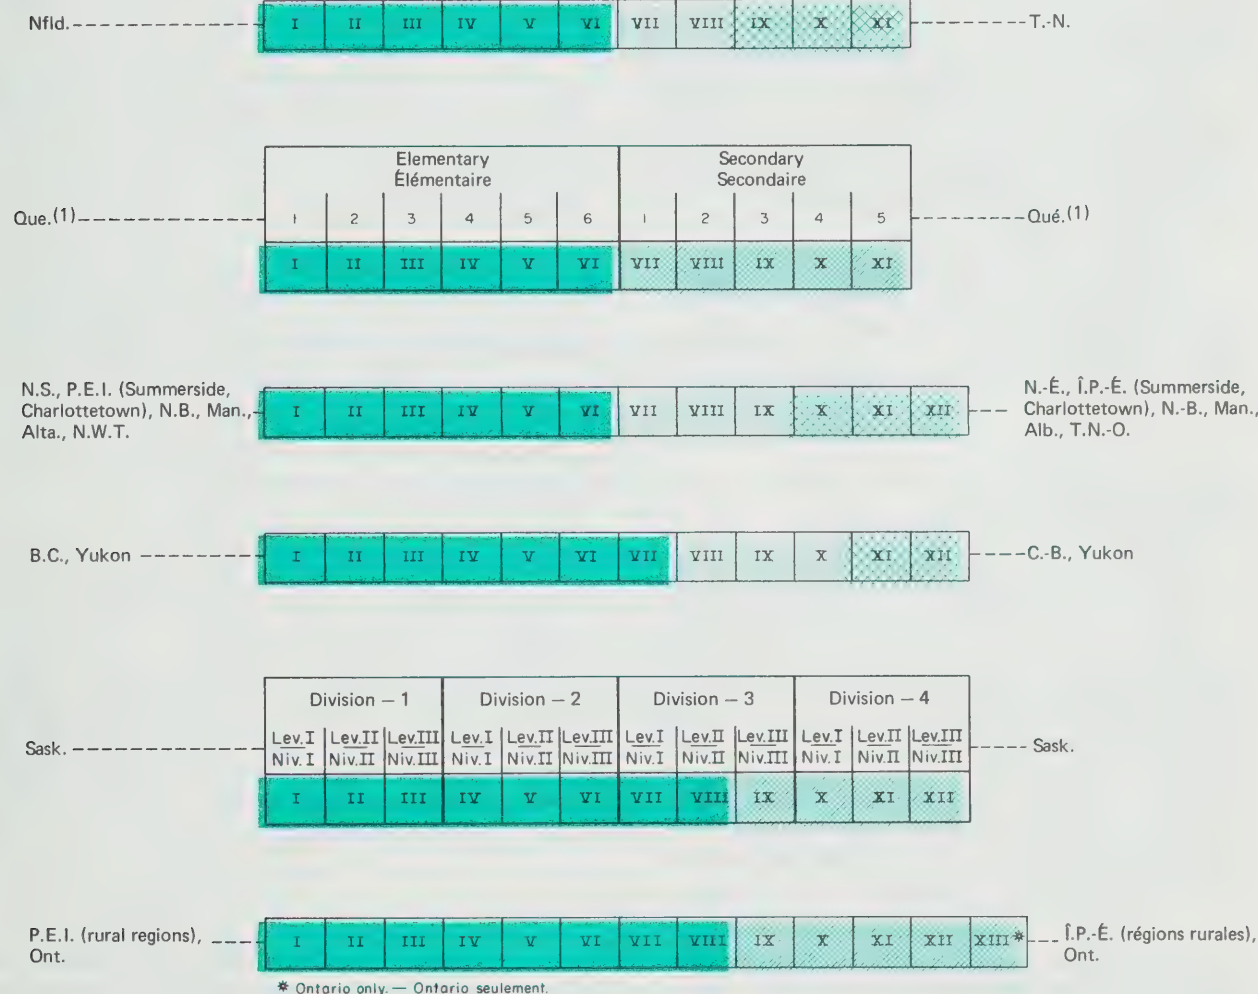 Nfld. I II III IV V VI VII VIII IX X XI T.-N.
Elementary Secondary
Élémentaire Secondaire
Que.(1) 1 2 3 4 5 6 1 2 3 4 5 Qué.(1)
I II III IV V VI VII VIII IX X XI
N.S., P.E.I. (Summerside, N.-É., Î.P.-É. (Summerside,
Charlottetown), N.B., Man., I II III IV V VI VII VIII IX X XI XII Charlottetown), N.-B., Man.,
Alta., N.W.T. Alb., T.N.-O.
B.C., Yukon I II III IV V VI VII VIII IX X XI XII C.-B., Yukon
Division – 1 Division – 2 Division – 3 Division – 4
Lev.I Lev.II Lev.III Lev.I Lev.II Lev.III Lev.I Lev.II Lev.III Lev.I Lev.II Lev.III
Sask. Sask.
Niv.I Niv.II Niv.III Niv.I Niv.II Niv.III Niv.I Niv.II Niv.III Niv.I Niv.II Niv.III
I II III IV V VI VII VIII IX X XI XII
P.E.I. (rural regions), I II III IV V VI VII VIII IX X XI XII XIII* Î.P.-É. (régions rurales),
Ont. Ont.
* Ontario only. — Ontario seulement.